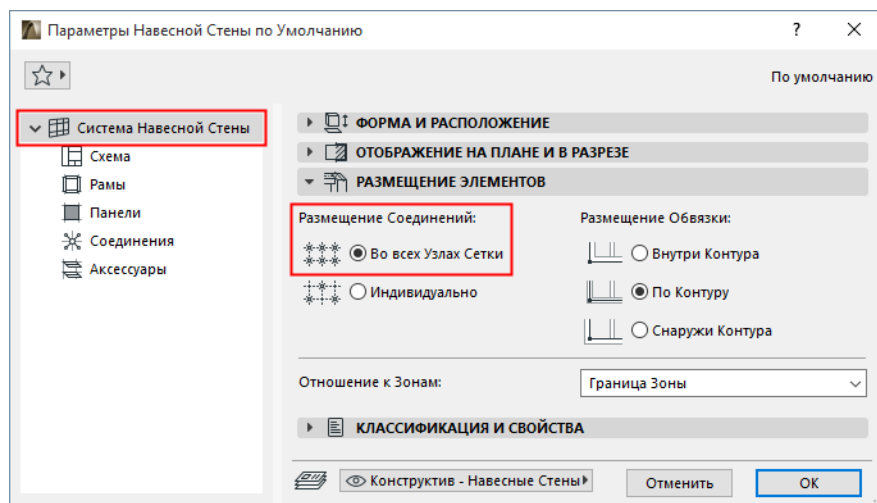 Параметры Навесной Стены по Умолчанию ?
По умолчанию
Система Навесной Стены
Схема
Рамы
Панели
Соединения
Аксессуары
ФОРМА И РАСПОЛОЖЕНИЕ
ОТОБРАЖЕНИЕ НА ПЛАНЕ И В РАЗРЕЗЕ
РАЗМЕЩЕНИЕ ЭЛЕМЕНТОВ
Размещение Соединений:
Во всех Узлах Сетки
Индивидуально
Размещение Обвязки:
Внутри Контура
По Контуру
Снаружи Контура
Отношение к Зонам:
Граница Зоны
КЛАССИФИКАЦИЯ И СВОЙСТВА
Конструктив - Навесные Стены
Отменить
OK